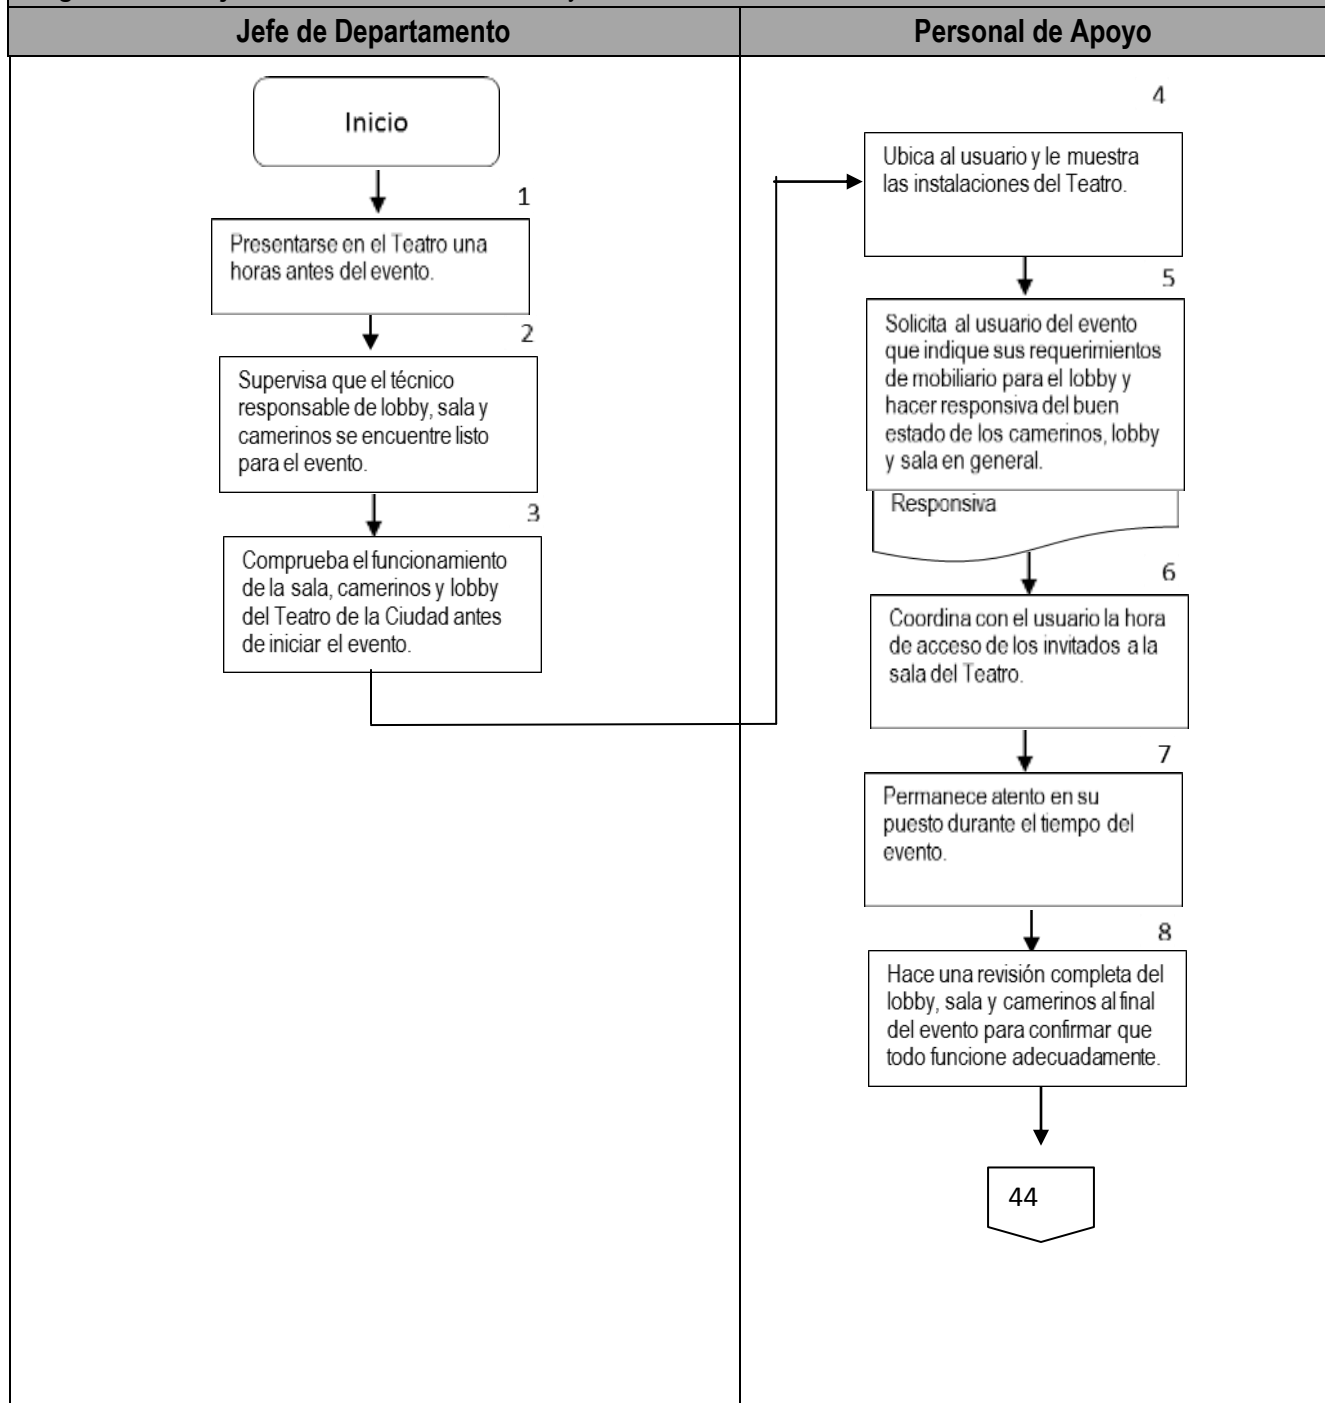 Jefe de Departamento
Personal de Apoyo
Inicio
1
Presentarse en el Teatro una
horas antes del evento.
2
Supervisa que el técnico
responsable de lobby, sala y
camerinos se encuentre listo
para el evento.
3
Comprueba el funcionamiento
de la sala, camerinos y lobby
del Teatro de la Ciudad antes
de iniciar el evento.
4
Ubica al usuario y le muestra
las instalaciones del Teatro.
5
Solicita al usuario del evento
que indique sus requerimientos
de mobiliario para el lobby y
hacer responsiva del buen
estado de los camerinos, lobby
y sala en general.
Responsiva
6
Coordina con el usuario la hora
de acceso de los invitados a la
sala del Teatro.
7
Permanece atento en su
puesto durante el tiempo del
evento.
8
Hace una revisión completa del
lobby, sala y camerinos al final
del evento para confirmar que
todo funcione adecuadamente.
44